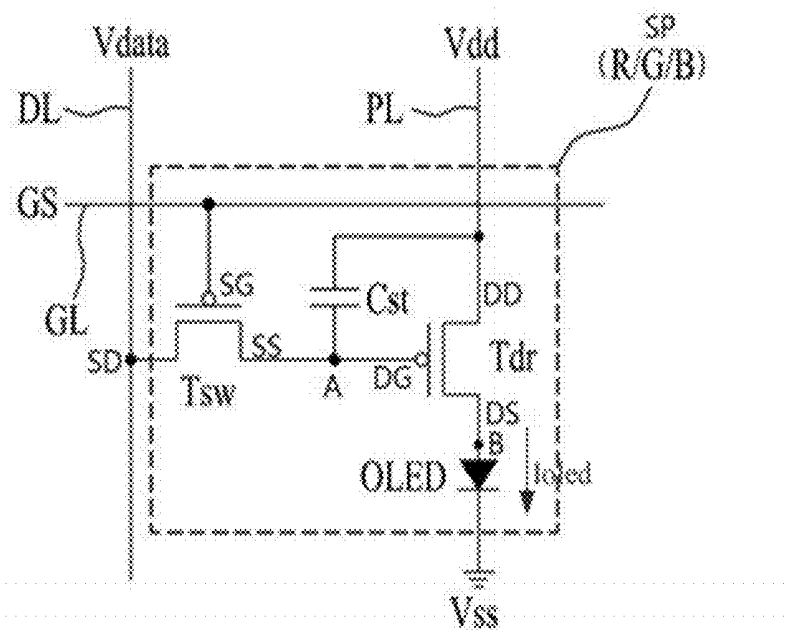 SP
Vdata
Vdd
(R/G/B)
DL
PL
GS
SG
Cst
DD
GL
SD
SS
Tdr
Tsw
A
DG
DS
B
OLED
Ioled
Vss